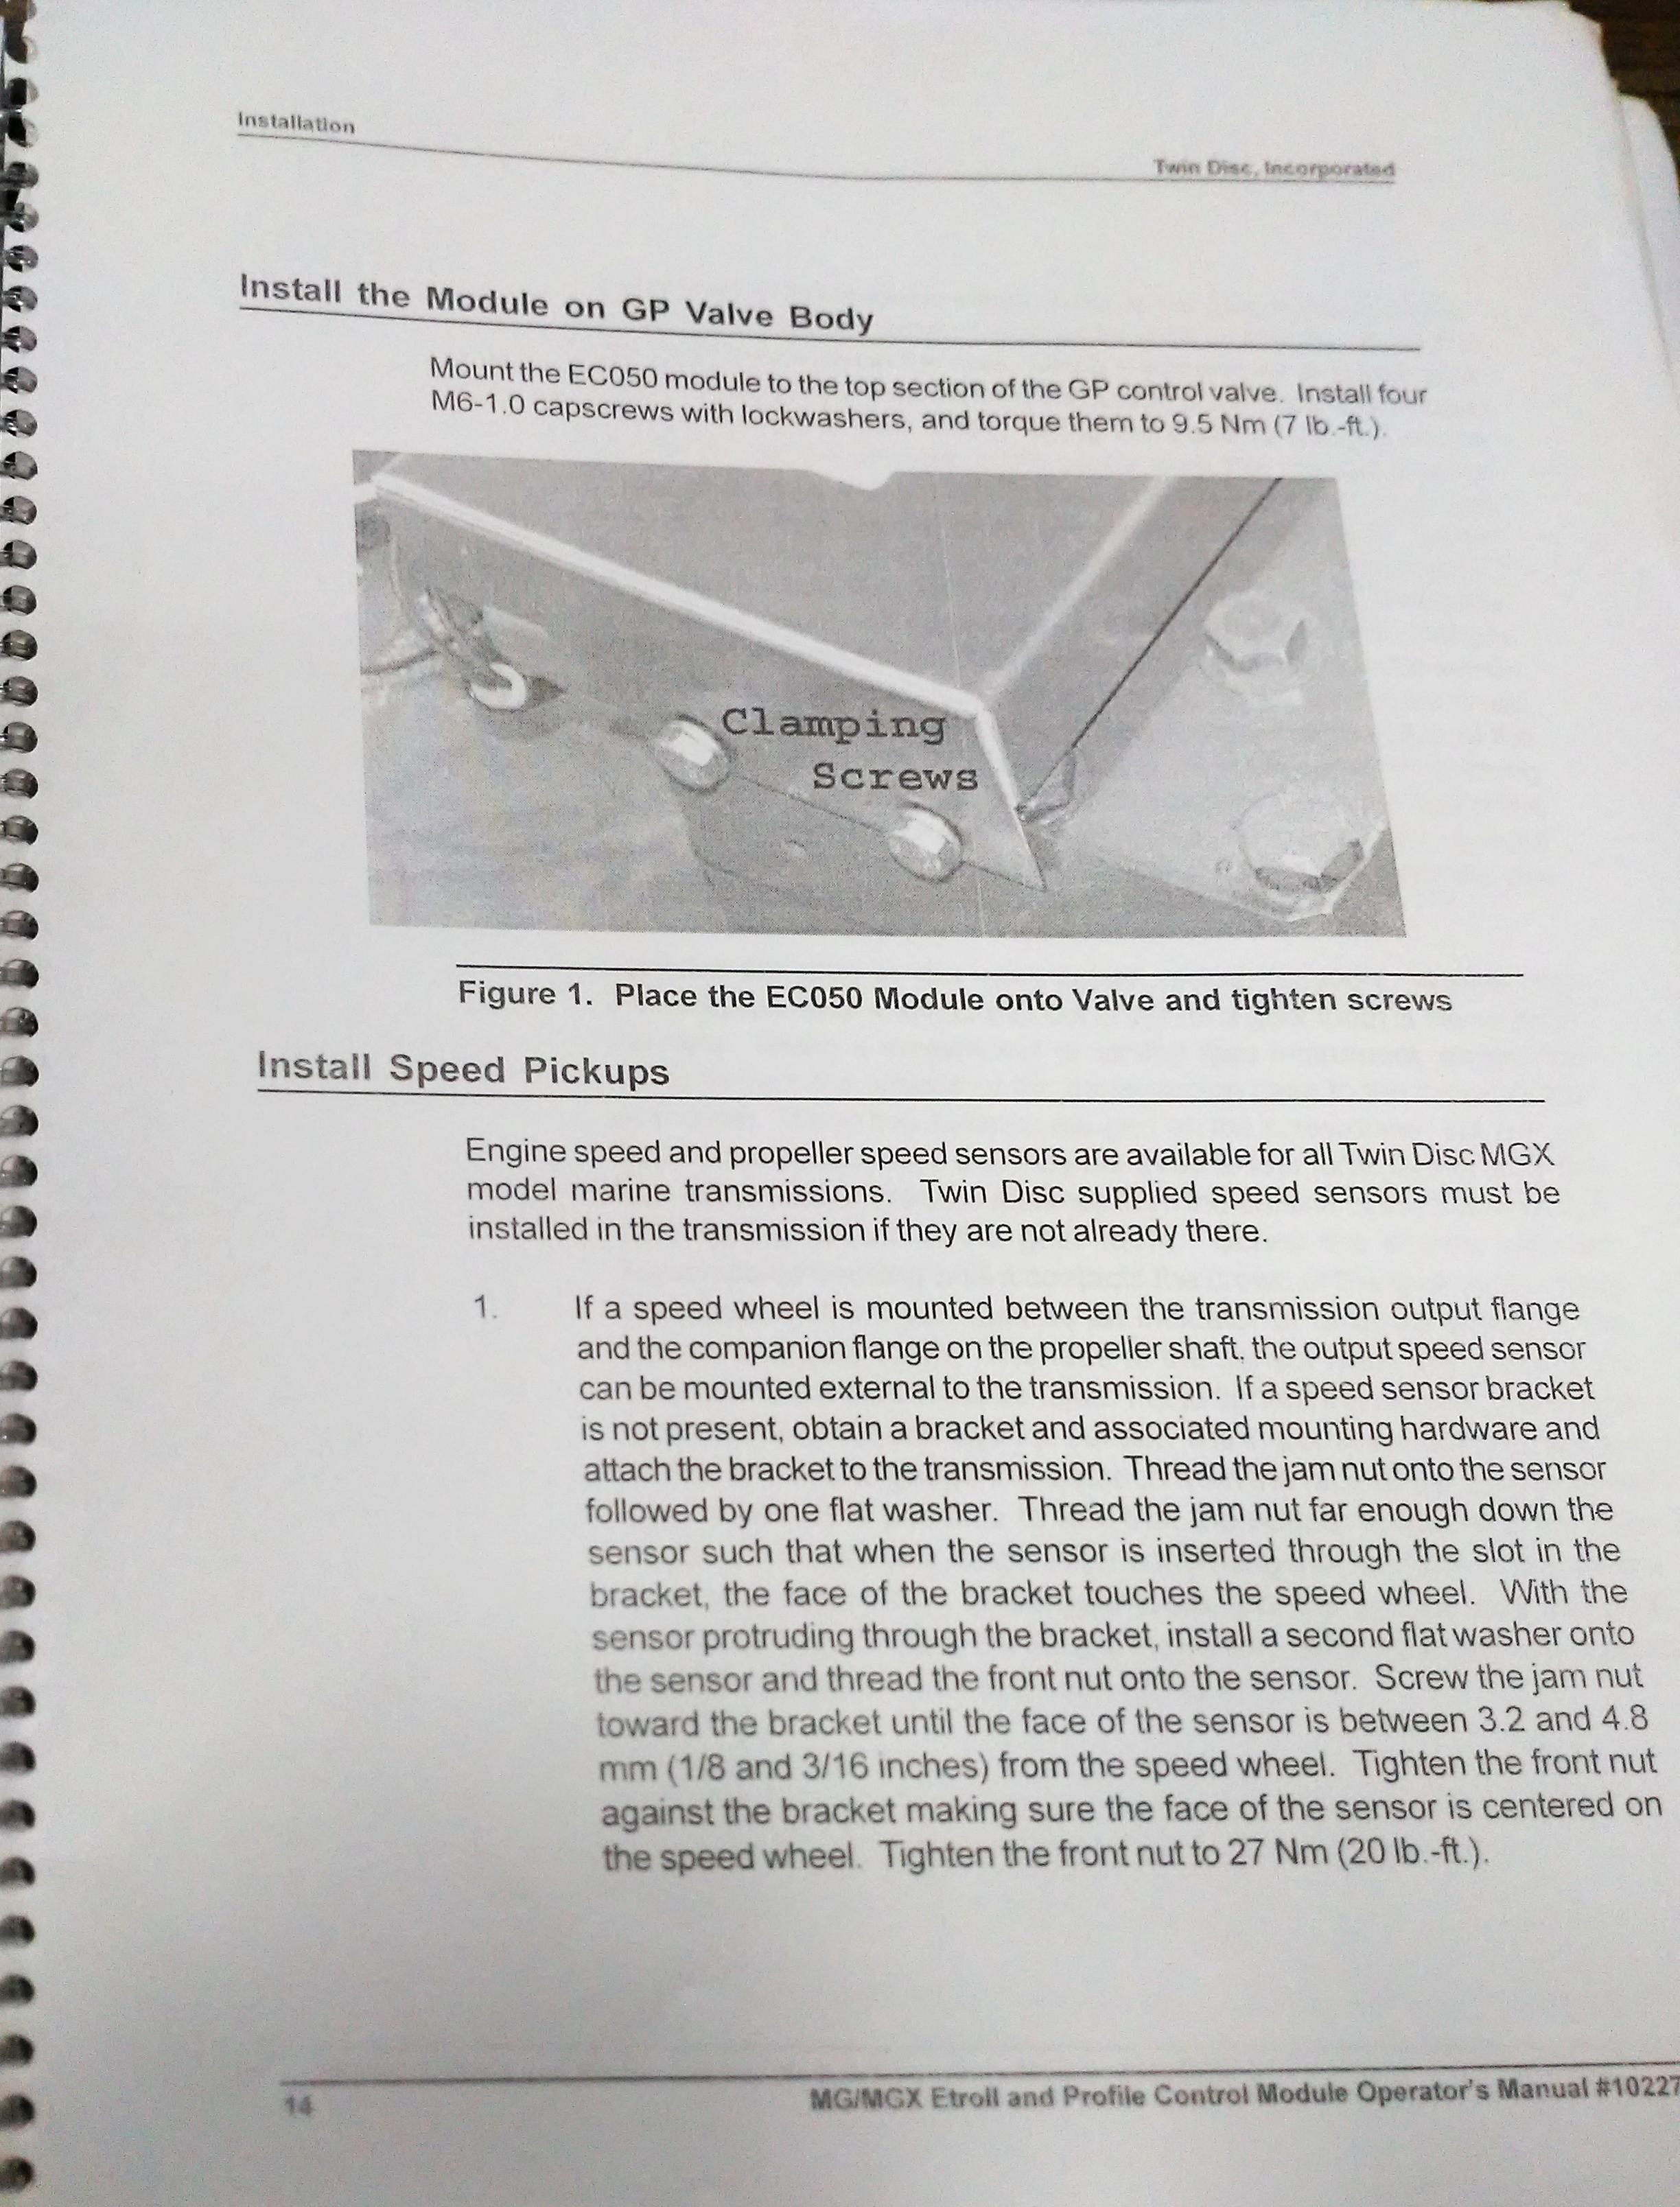 Installation
Twin Disc, Incorporated
Install the Module on GP Valve Body
Mount the EC050 module to the top section of the GP control valve. Install four
M6-1.0 capscrews with lockwashers, and torque them to 9.5 Nm (7 lb.-ft.).
Clamping
Screws
Figure 1. Place the EC050 Module onto Valve and tighten screws
Install Speed Pickups
Engine speed and propeller speed sensors are available for all Twin Disc MGX
model marine transmissions. Twin Disc supplied speed sensors must be
installed in the transmission if they are not already there.
1. If a speed wheel is mounted between the transmission output flange
and the companion flange on the propeller shaft, the output speed sensor
can be mounted external to the transmission. If a speed sensor bracket
is not present, obtain a bracket and associated mounting hardware and
attach the bracket to the transmission. Thread the jam nut onto the sensor
followed by one flat washer. Thread the jam nut far enough down the
sensor such that when the sensor is inserted through the slot in the
bracket, the face of the bracket touches the speed wheel. With the
sensor protruding through the bracket, install a second flat washer onto
the sensor and thread the front nut onto the sensor. Screw the jam nut
toward the bracket until the face of the sensor is between 3.2 and 4.8
mm (1/8 and 3/16 inches) from the speed wheel. Tighten the front nut
against the bracket making sure the face of the sensor is centered on
the speed wheel. Tighten the front nut to 27 Nm (20 lb.-ft.).
14
MG/MGX Etroll and Profile Control Module Operator's Manual #10227